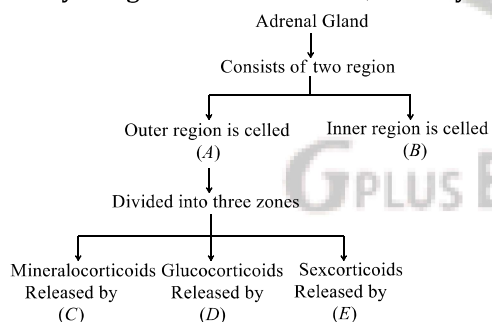 Adrenal Gland
Consists of two region
Outer region is celled
(A)
Inner region is celled
(B)
GPLUS E
Divided into three zones
Mineralocorticoids
Released by
(C)
Glucocorticoids
Released by
(D)
Sexcorticoids
Released by
(E)